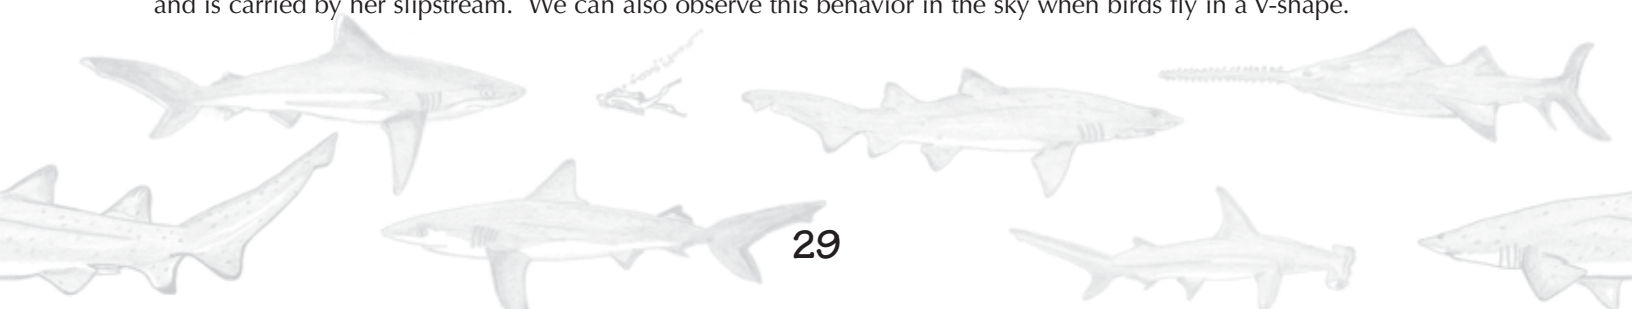 and is carried by her slipstream.  We can also observe this behavior in the sky when birds fly in a V-shape.
29